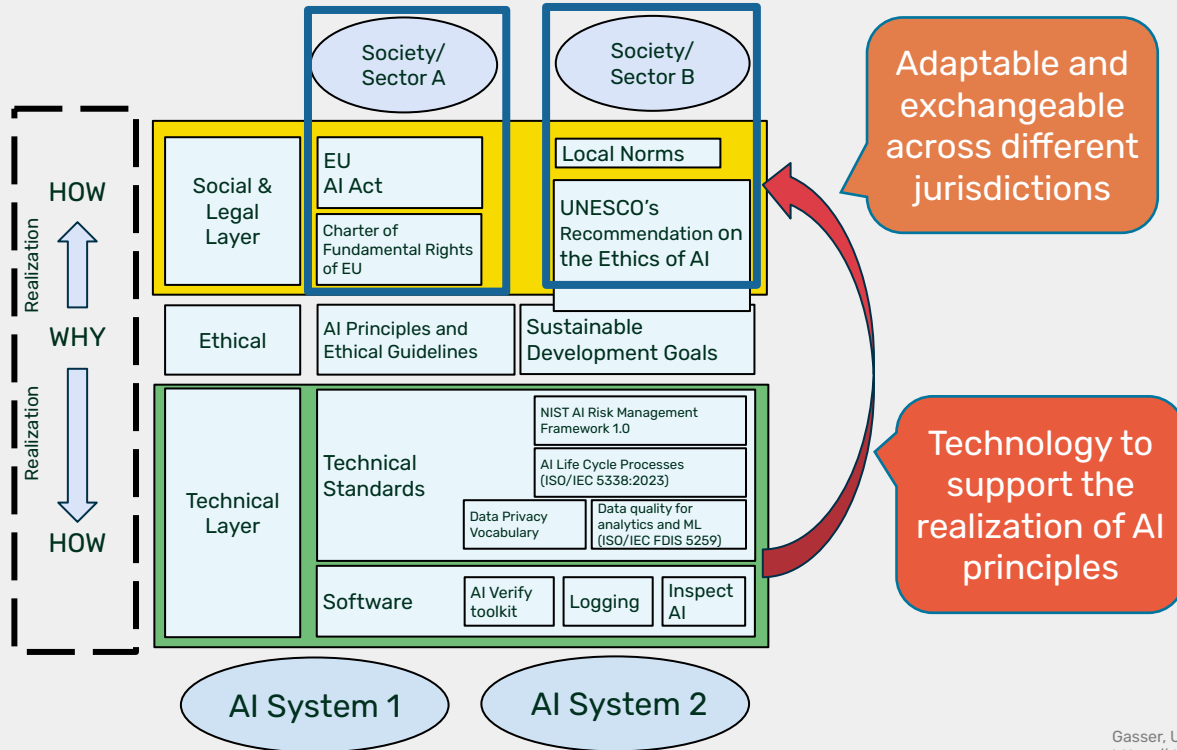 Society/
Sector A
Society/
Sector B
Adaptable and
exchangeable
across different
jurisdictions
HOW
Realization
WHY
Realization
HOW
Social &
Legal
Layer
EU
AI Act
Charter of
Fundamental Rights
of EU
Local Norms
UNESCO's
Recommendation on
the Ethics of AI
Ethical
AI Principles and
Ethical Guidelines
Sustainable
Development Goals
Technical
Layer
Technical
Standards
NIST AI Risk Management
Framework 1.0
AI Life Cycle Processes
(ISO/IEC 5338:2023)
Data Privacy
Vocabulary
Data quality for
analytics and ML
(ISO/IEC FDIS 5259)
Software
AI Verify
toolkit
Logging
Inspect
AI
Technology to
support the
realization of AI
principles
AI System 1
AI System 2
Gasser, U